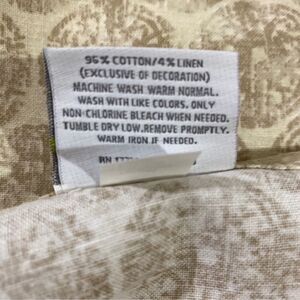 96% COTTON/4% LINEN
(EXCLUSIVE OF DECORATION)
MACHINE WASH WARM NORMAL.
WASH WITH LIKE COLORS. ONLY
NON-CHLORINE BLEACH WHEN NEEDED.
TUMBLE DRY LOW. REMOVE PROMPTLY.
WARM IRON. IF NEEDED.
RN